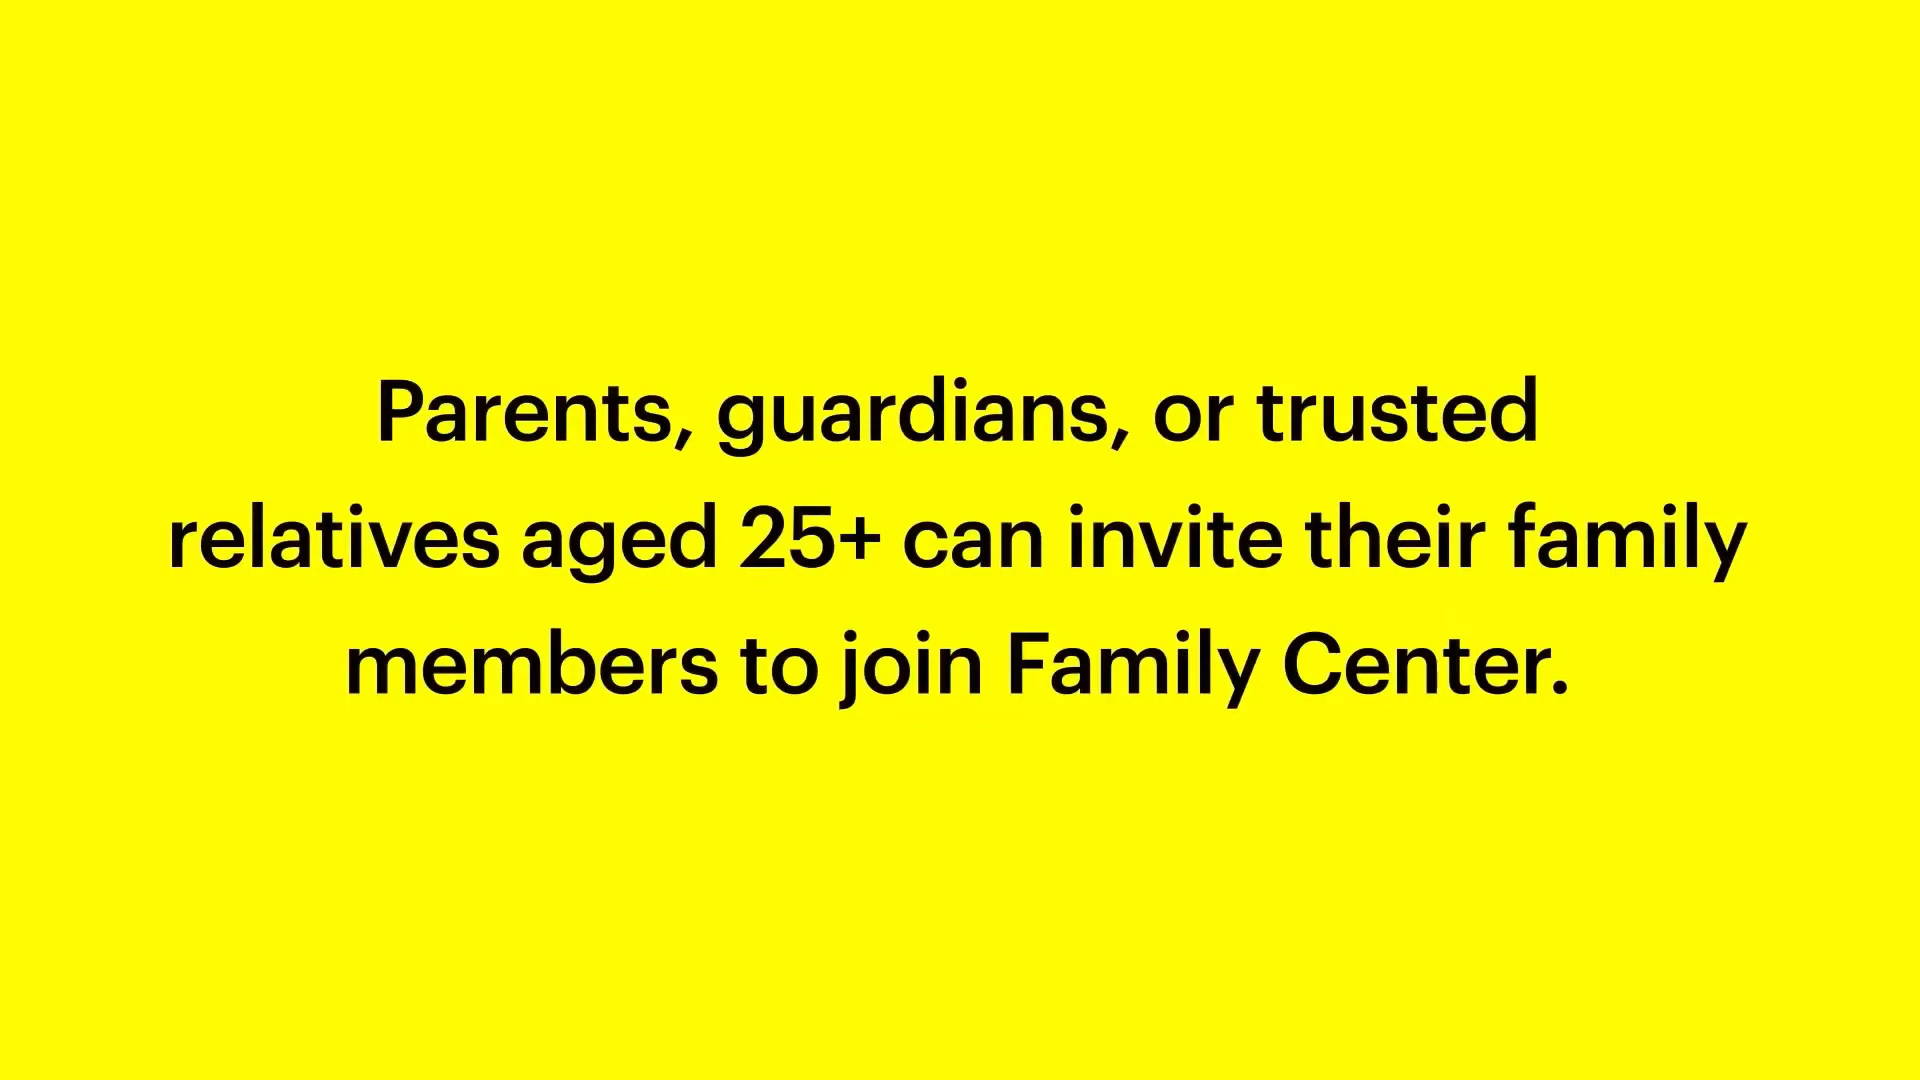 Parents, guardians, or trusted
relatives aged 25+ can invite their family
members to join Family Center.